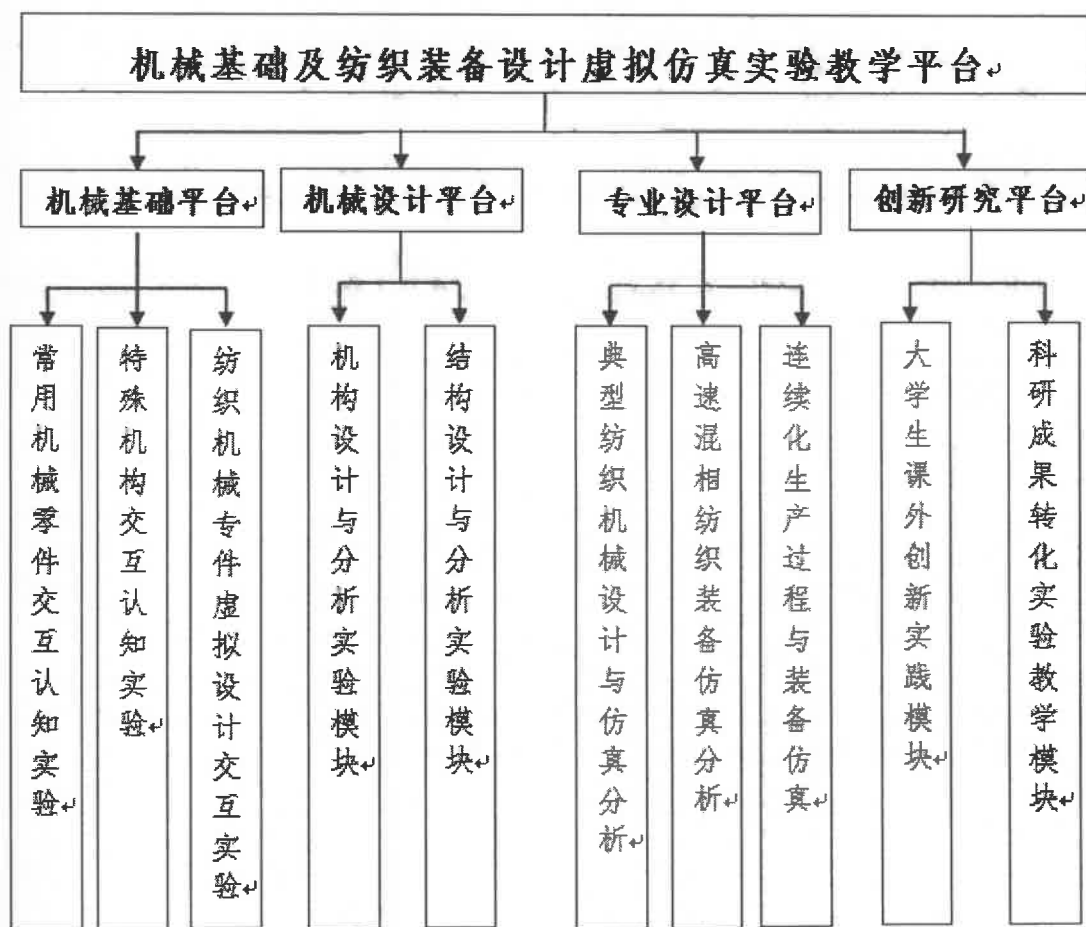 机械基础及纺织装备设计虚拟仿真实验教学平台
机械基础平台
机械设计平台
专业设计平台
创新研究平台
常用机械零件交互认知实验
特殊机构交互认知实验
纺织机械专件虚拟设计交互实验
机构设计与分析实验模块
结构设计与分析实验模块
典型纺织机械设计与仿真分析
高速混相纺织装备仿真分析
连续化生产过程与装备仿真
大学生课外创新实践模块
科研成果转化实验教学模块